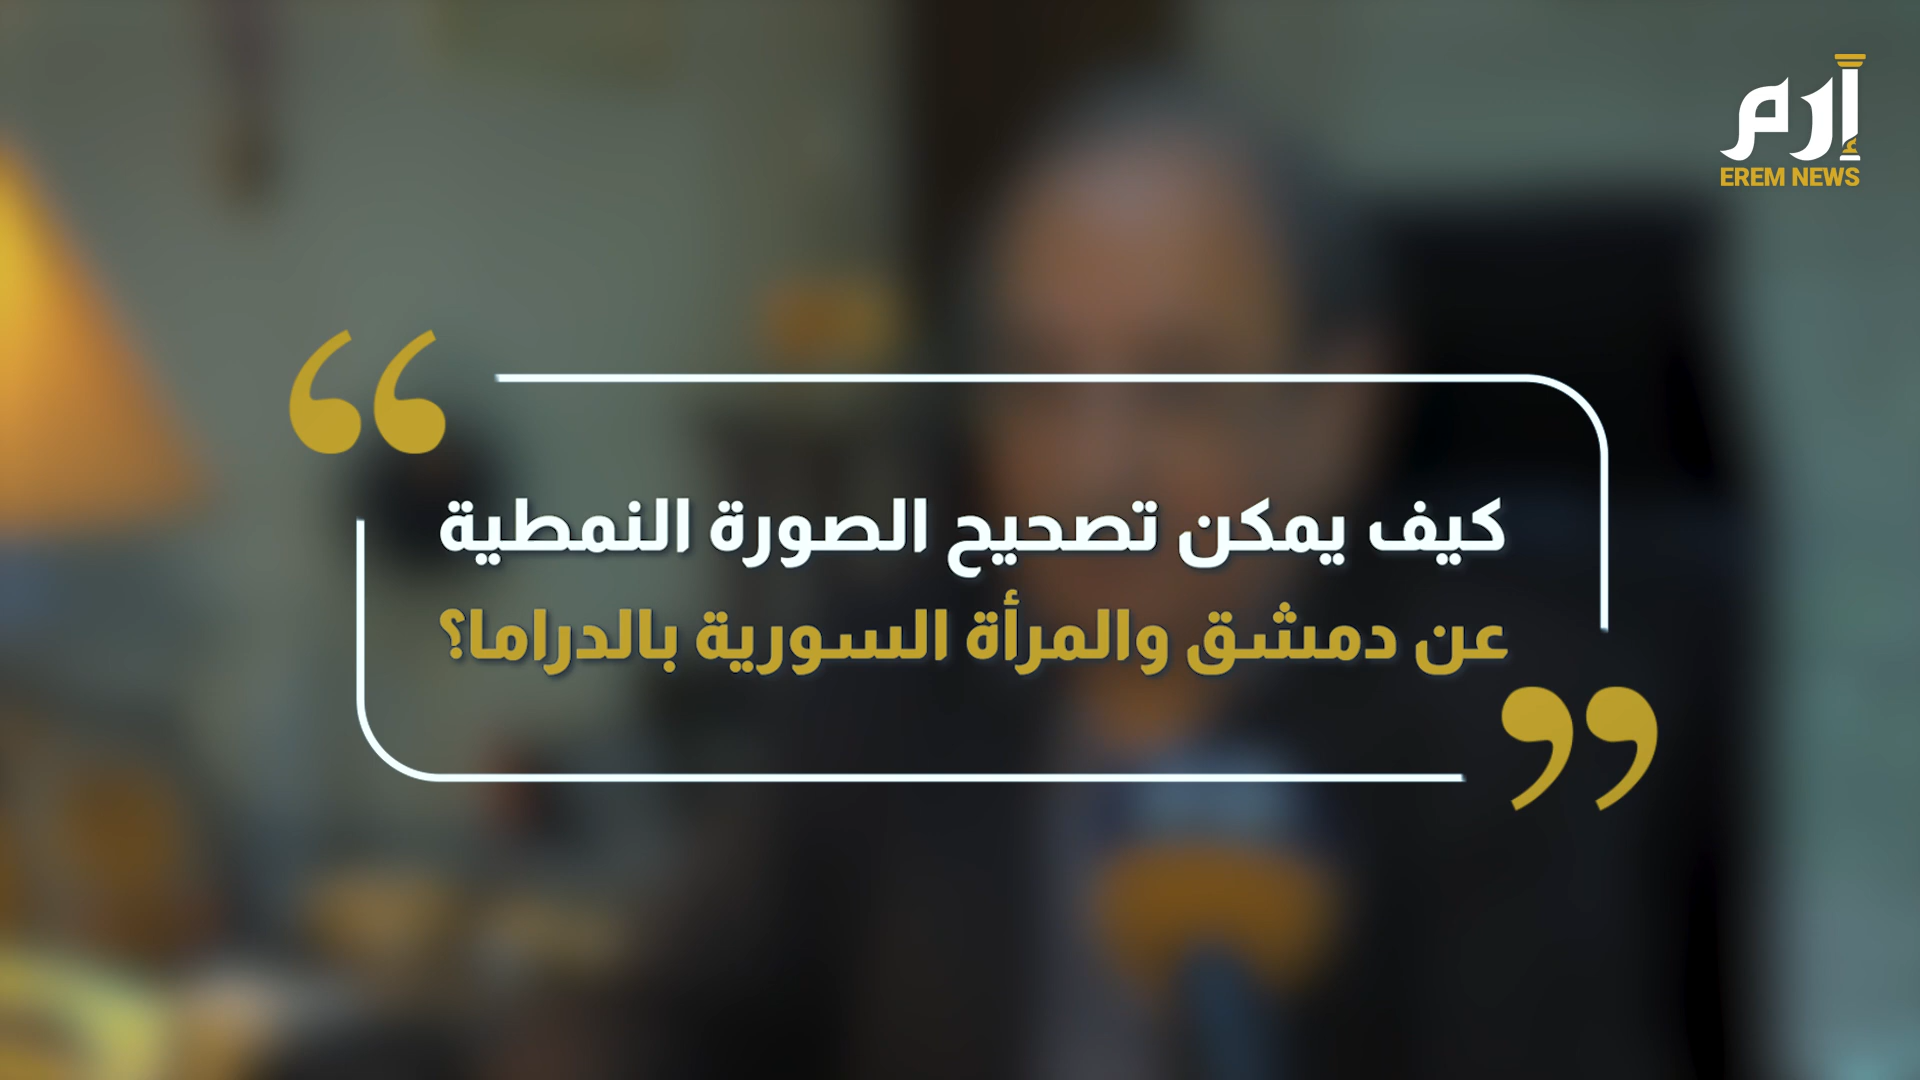 إرم
EREM NEWS
كيف يمكن تصحيح الصورة النمطية
عن دمشق والمرأة السورية بالدراما؟